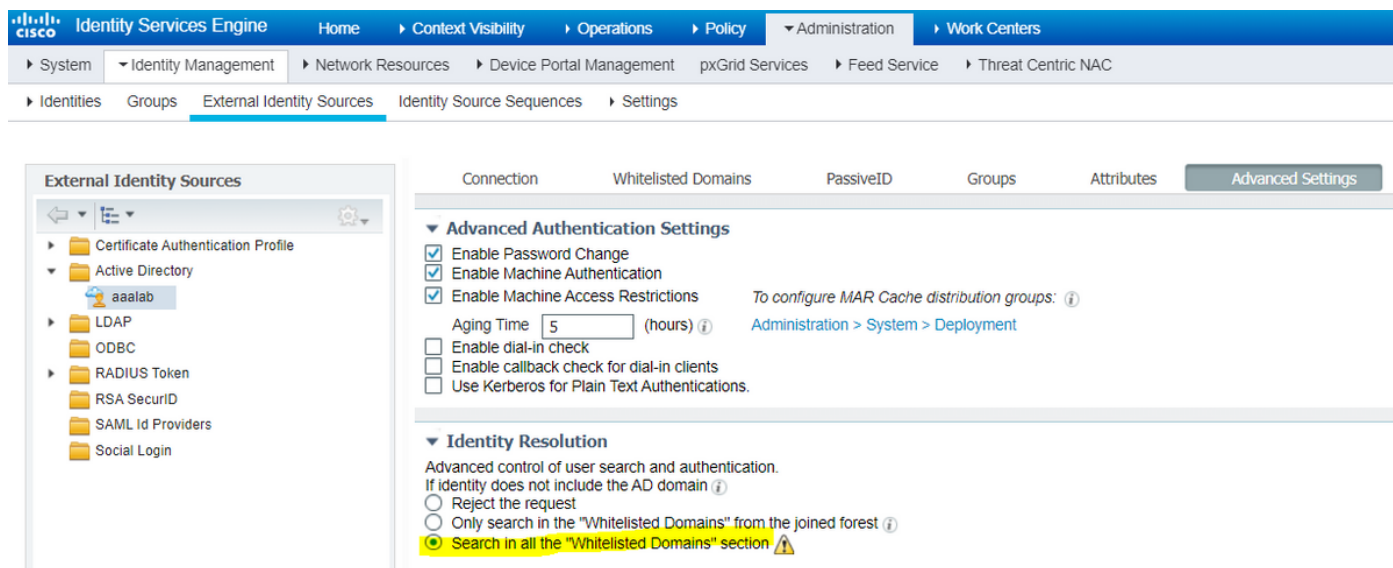 cisco Identity Services Engine Home Context Visibility Operations Policy Administration Work Centers
System Identity Management Network Resources Device Portal Management pxGrid Services Feed Service Threat Centric NAC
Identities Groups External Identity Sources Identity Source Sequences Settings
External Identity Sources
Certificate Authentication Profile
Active Directory
aaalab
LDAP
ODBC
RADIUS Token
RSA SecurID
SAML Id Providers
Social Login
Connection Whitelisted Domains PassiveID Groups Attributes Advanced Settings
Advanced Authentication Settings
Enable Password Change
Enable Machine Authentication
Enable Machine Access Restrictions To configure MAR Cache distribution groups:
Aging Time 5 (hours) Administration > System > Deployment
Enable dial-in check
Enable callback check for dial-in clients
Use Kerberos for Plain Text Authentications.
Identity Resolution
Advanced control of user search and authentication.
If identity does not include the AD domain
Reject the request
Only search in the "Whitelisted Domains" from the joined forest
Search in all the "Whitelisted Domains" section